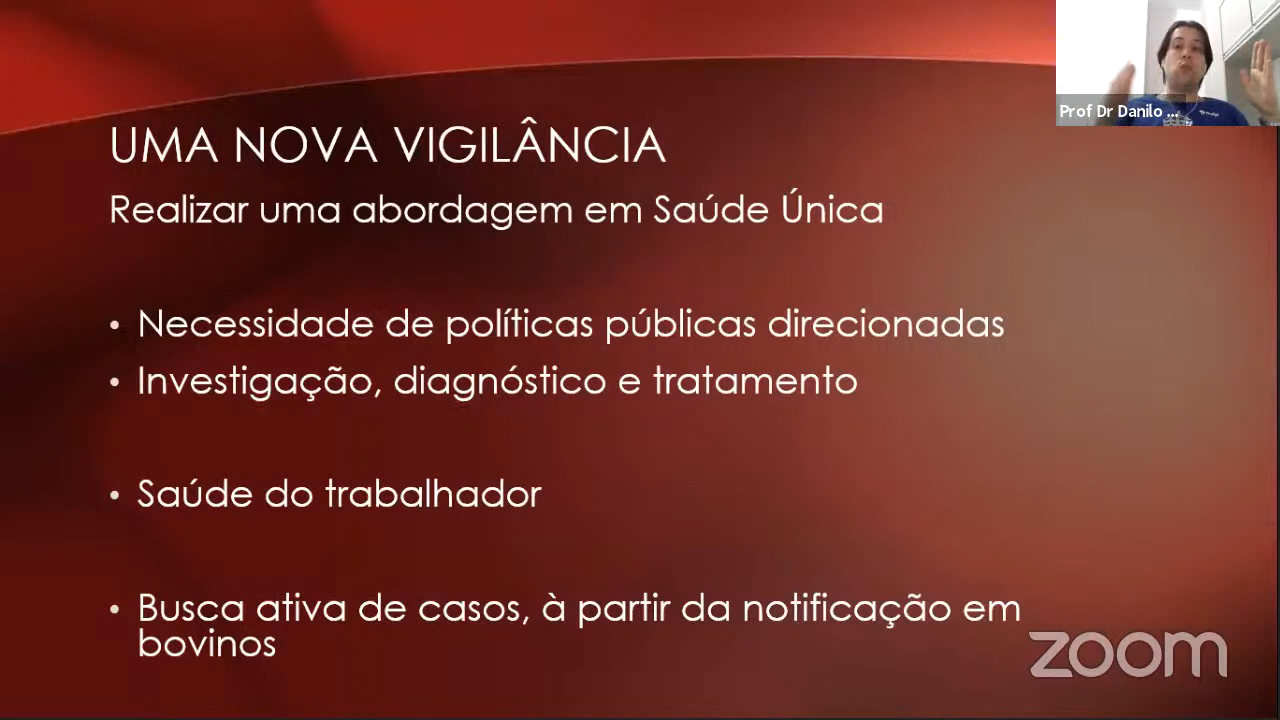 Prof Dr Danilo ...
UMA NOVA VIGILÂNCIA
Realizar uma abordagem em Saúde Única
• Necessidade de políticas públicas direcionadas
• Investigação, diagnóstico e tratamento
• Saúde do trabalhador
• Busca ativa de casos, à partir da notificação em
bovinos
zoom